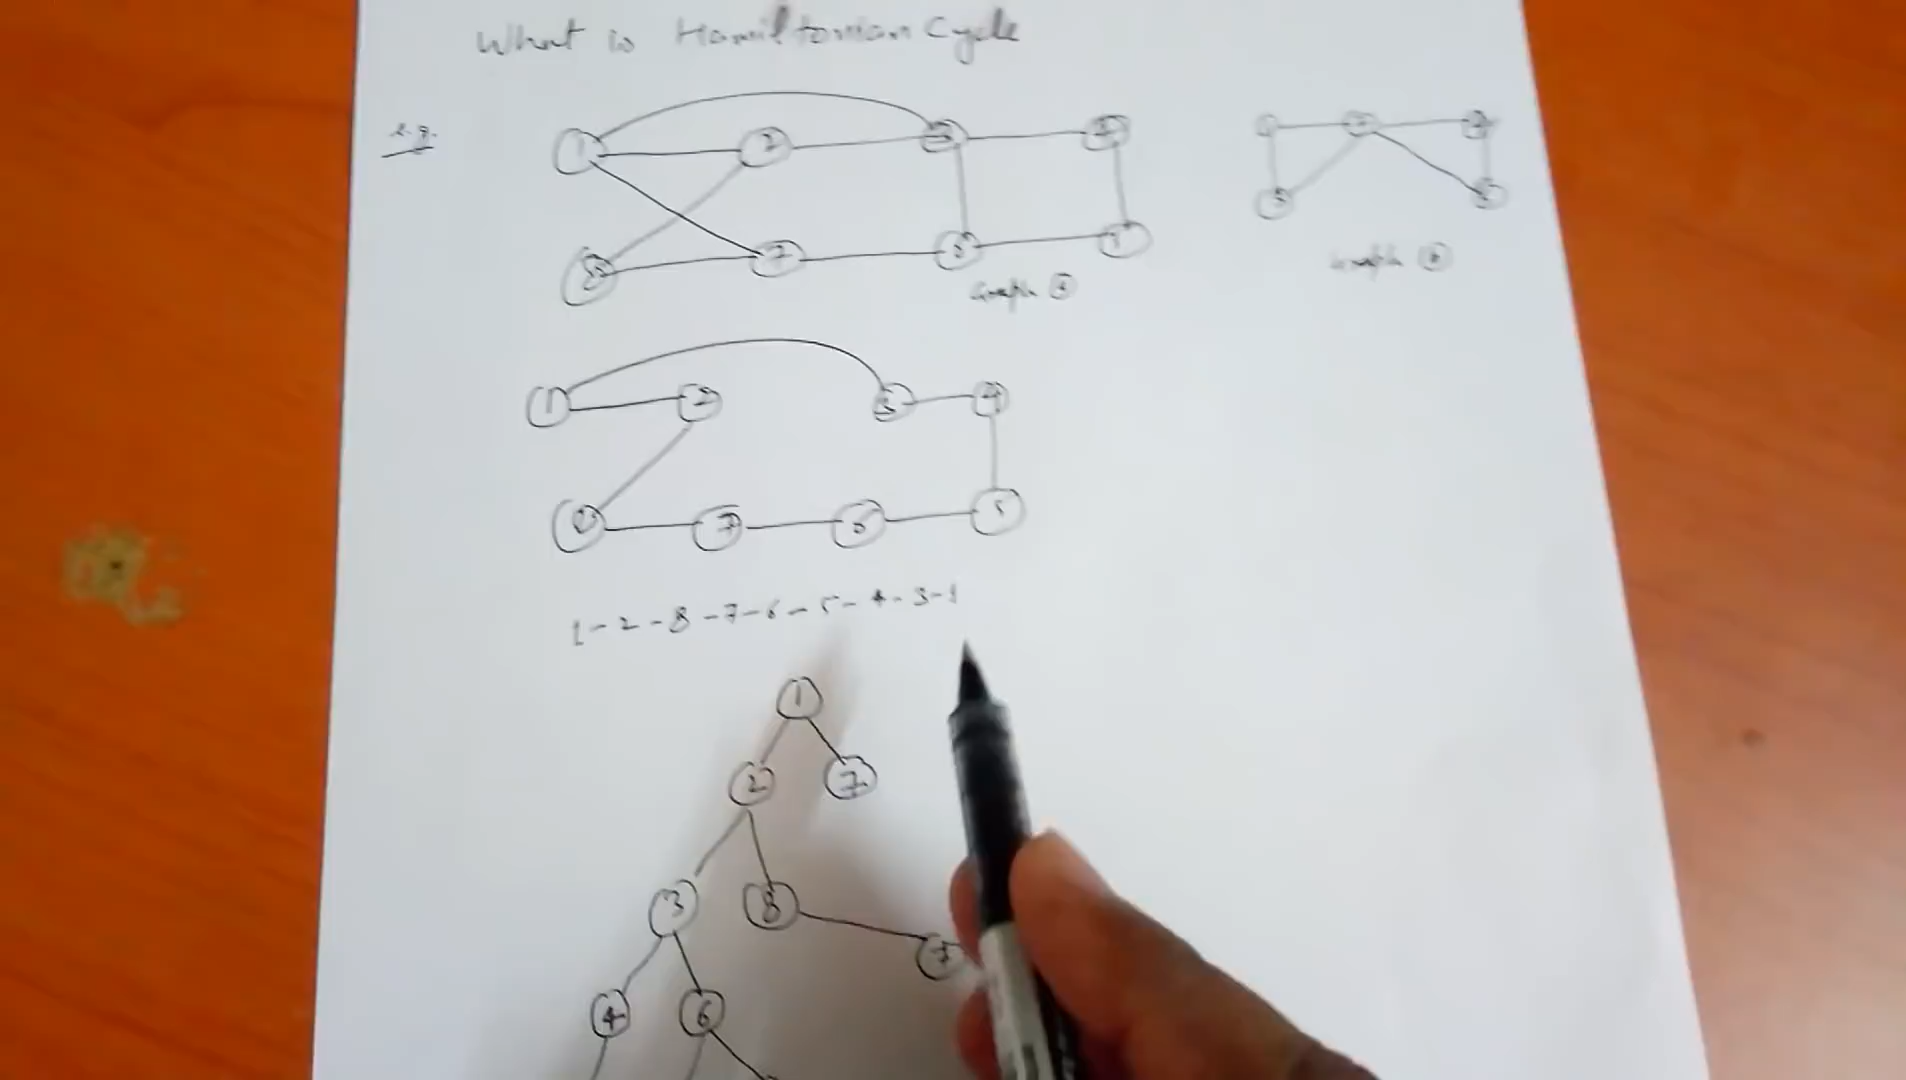 What is Hamiltonian Cycle
e.g.
1 2 3 4
8 7 6 5
Graph ⓐ
Graph ⓑ
1 2 3 4
8 7 6 5
1-2-8-7-6-5-4-3-1
1
2 7
3 8
7
4 6